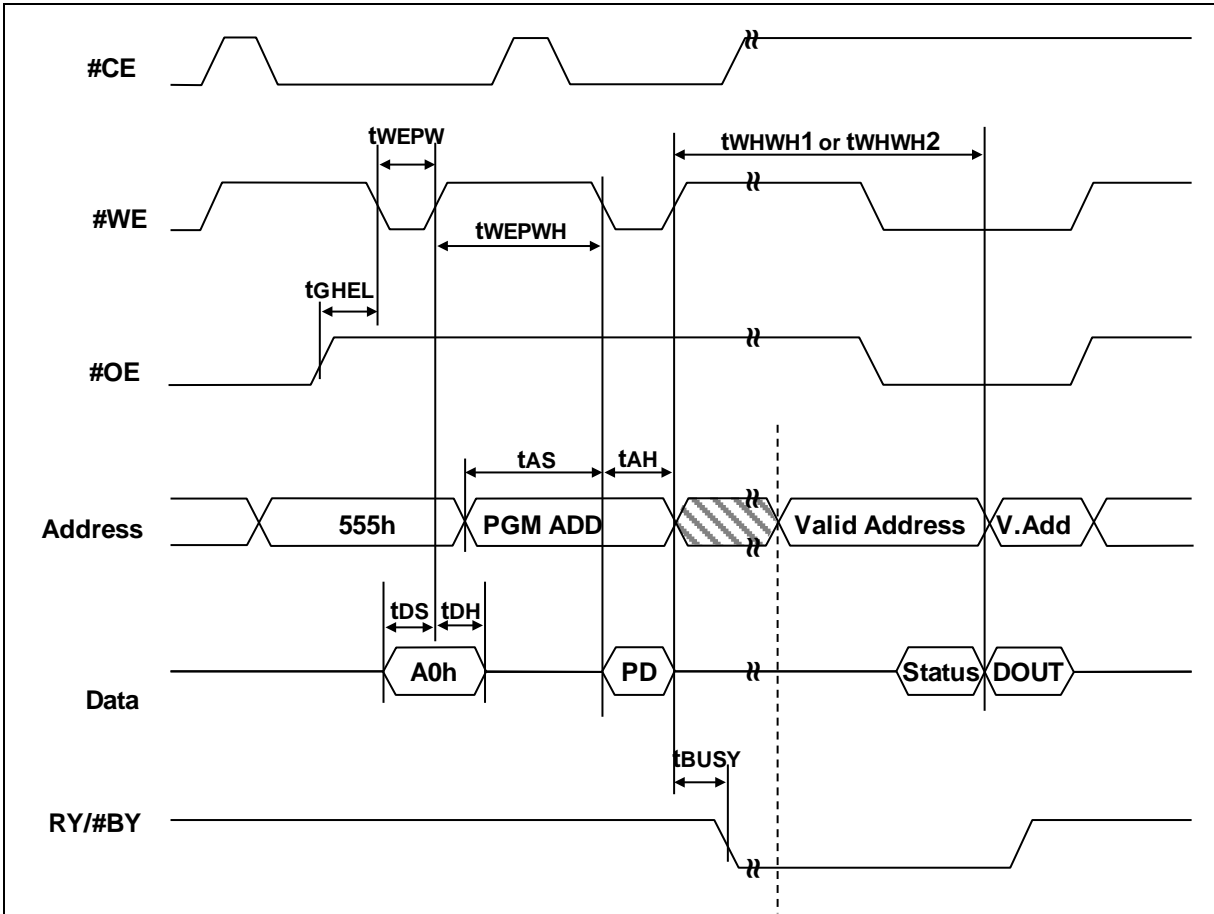 #CE
tWEPW
tWHWH1 or tWHWH2
#WE
tWEPWH
tGHEL
#OE
tAS
tAH
Address
555h
PGM ADD
Valid Address
V.Add
tDS
tDH
A0h
PD
Status
DOUT
Data
tBUSY
RY/#BY